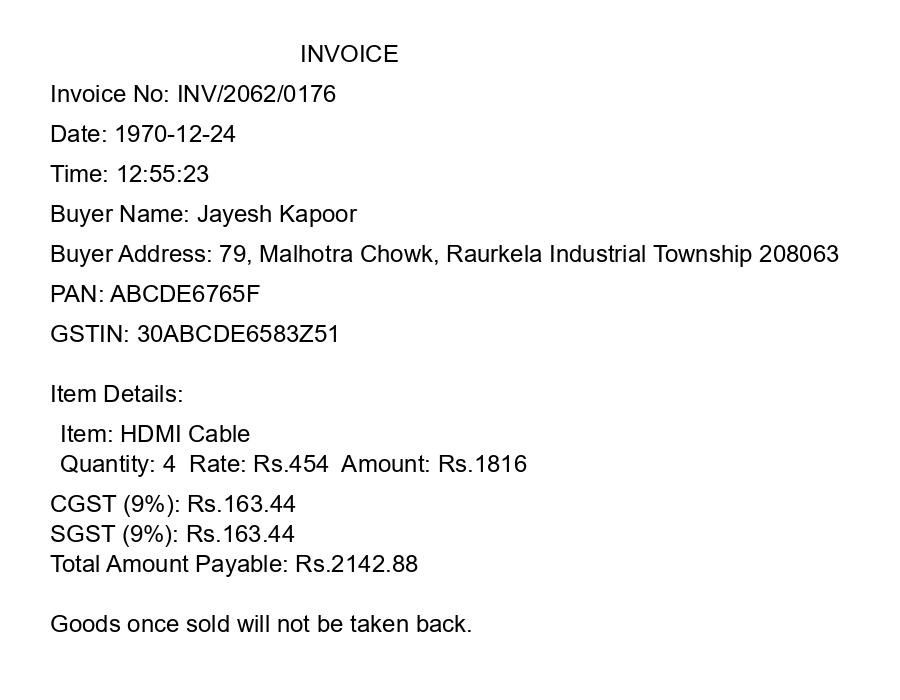 INVOICE
Invoice No: INV/2062/0176
Date: 1970-12-24
Time: 12:55:23
Buyer Name: Jayesh Kapoor
Buyer Address: 79, Malhotra Chowk, Raurkela Industrial Township 208063
PAN: ABCDE6765F
GSTIN: 30ABCDE6583Z51
Item Details:
Item: HDMI Cable
Quantity: 4  Rate: Rs.454  Amount: Rs.1816
CGST (9%): Rs.163.44
SGST (9%): Rs.163.44
Total Amount Payable: Rs.2142.88
Goods once sold will not be taken back.